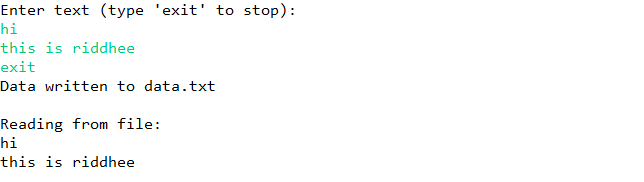 Enter text (type 'exit' to stop):
hi
this is riddhee
exit
Data written to data.txt

Reading from file:
hi
this is riddhee